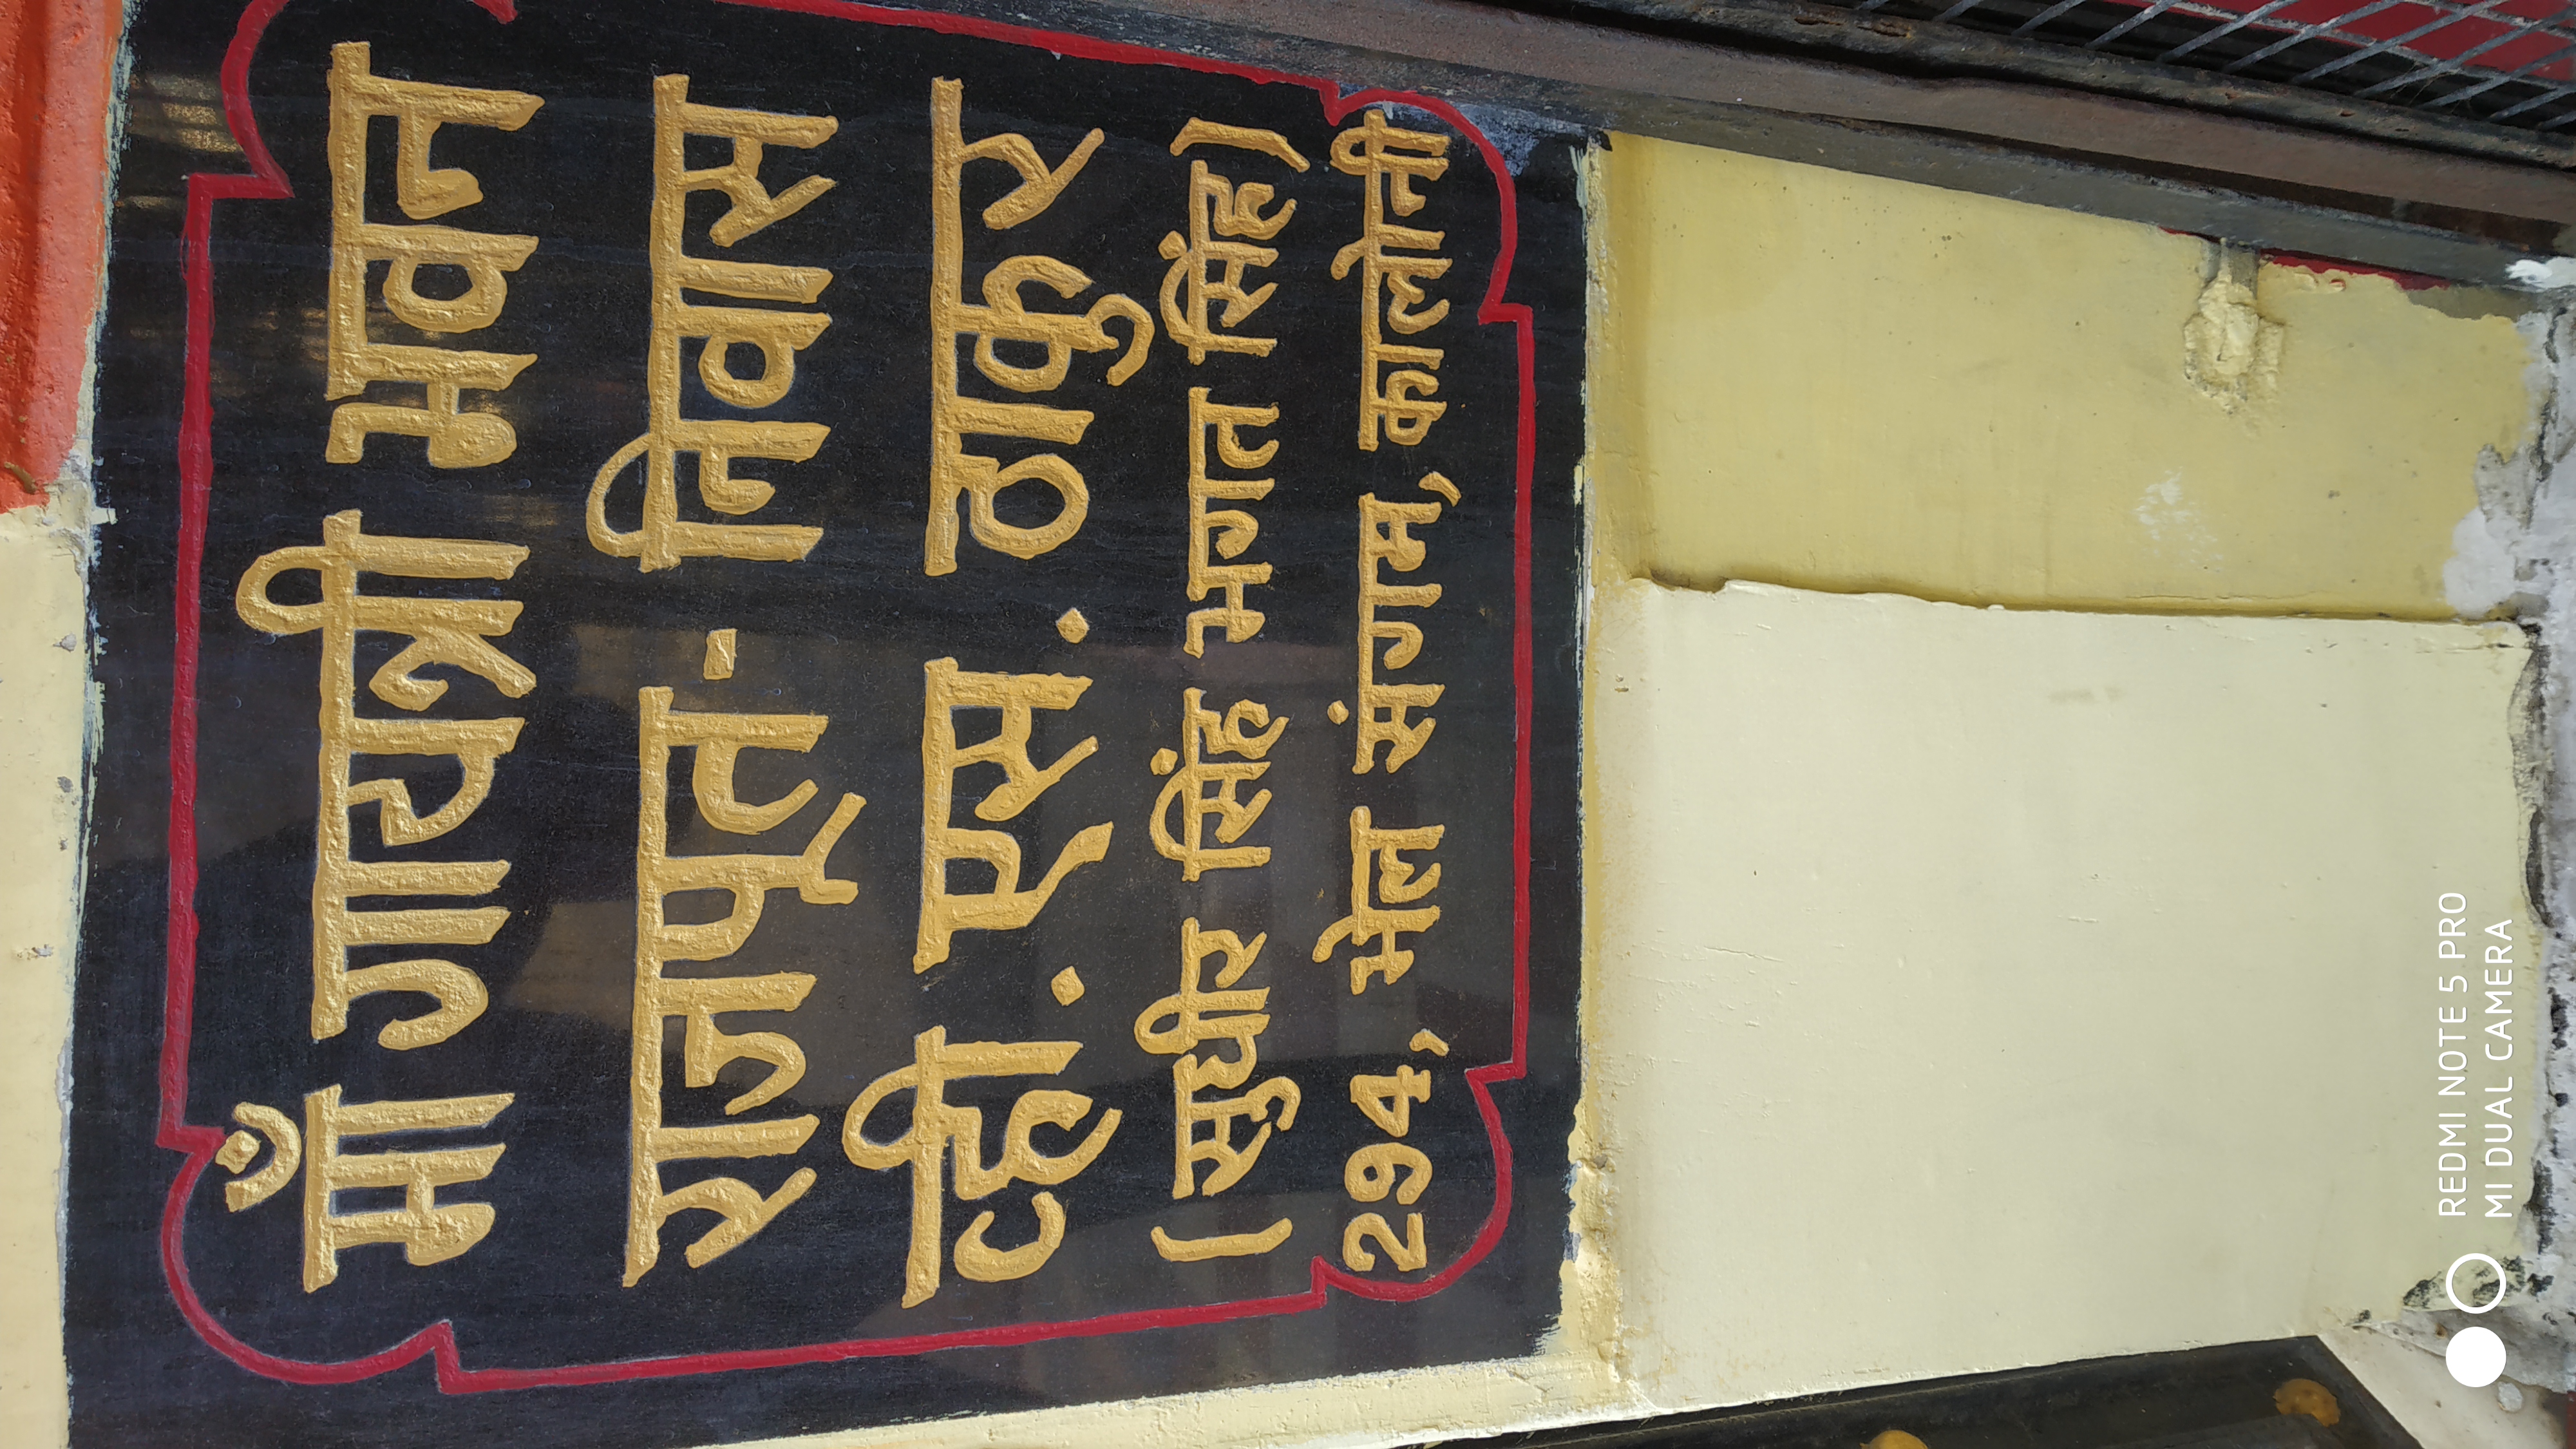 माँ गायत्री भवन
राजपूत - निवास
व्ही. एस. ठाकुर
( सुधीर सिंह भगत सिंह )
294, भेल संगम, कालोनी
REDMI NOTE 5 PRO
MI DUAL CAMERA